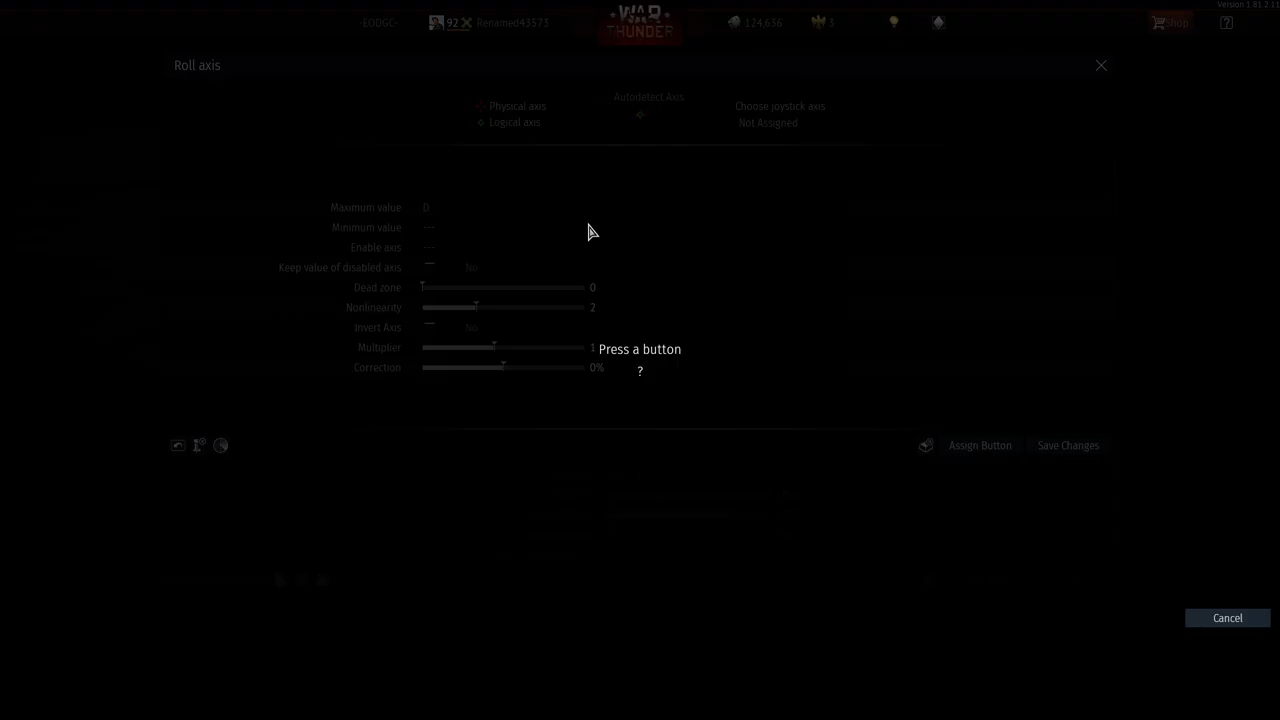 Version 1.81.2.11
-EODGC-
92
Renamed43573
WAR
THUNDER
124,636
3
Shop
?
Roll axis
Physical axis
Autodetect Axis
Choose joystick axis
Logical axis
Not Assigned
Maximum value D
Minimum value ---
Enable axis ---
Keep value of disabled axis No
Dead zone 0
Nonlinearity 2
Invert Axis No
Multiplier 1
Correction 0%
Press a button
?
Assign Button
Save Changes
Cancel